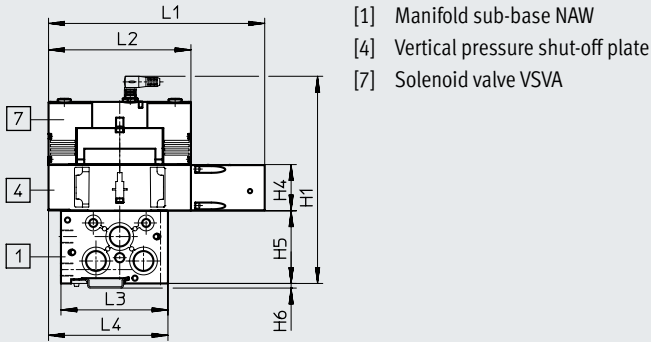 L1
L2
[1] Manifold sub-base NAW
[4] Vertical pressure shut-off plate
[7] Solenoid valve VSVA
7
4
1
H4
H1
H5
H6
L3
L4